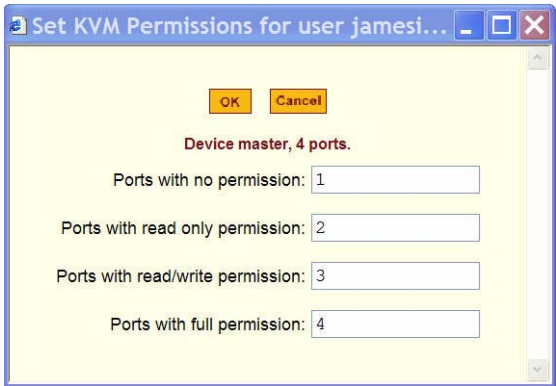 Set KVM Permissions for user jamesi...
OK Cancel
Device master, 4 ports.
Ports with no permission: 1
Ports with read only permission: 2
Ports with read/write permission: 3
Ports with full permission: 4